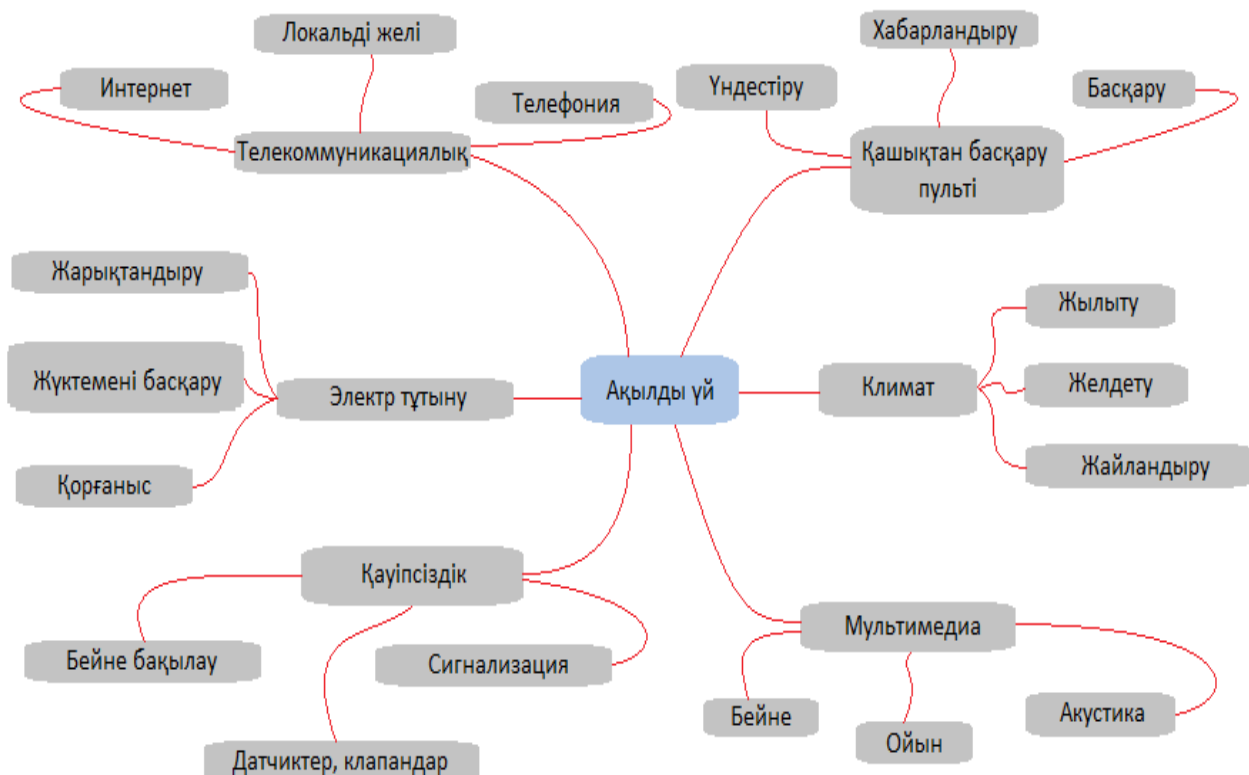 Локальді желі
Интернет
Телефония
Телекоммуникациялық
Хабарландыру
Үндестіру
Басқару
Қашықтан басқару
пульті
Жарықтандыру
Жүктемені басқару
Қорғаныс
Электр тұтыну
Ақылды үй
Климат
Жылыту
Желдету
Жайландыру
Қауіпсіздік
Бейне бақылау
Сигнализация
Датчиктер, клапандар
Мультимедиа
Бейне
Ойын
Акустика